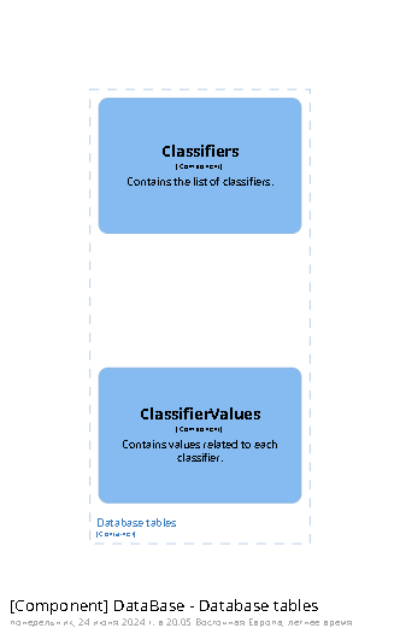 Classifiers
[Component]
Contains the list of classifiers.
ClassifierValues
[Component]
Contains values related to each
classifier.
Database tables
[Container]
[Component] DataBase - Database tables
понедельник, 24 июня 2024 г. в 20:05 Восточная Европа, летнее время